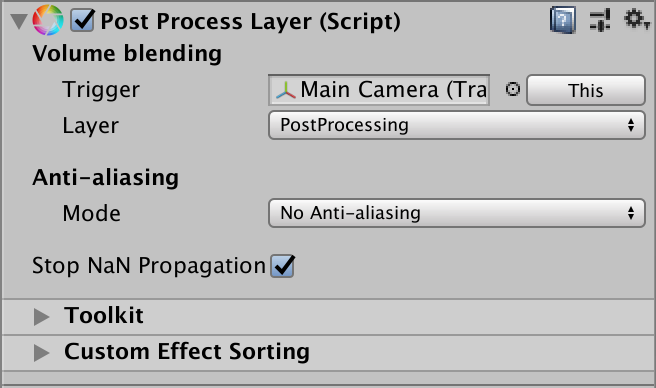 Post Process Layer (Script)
Volume blending
Trigger Main Camera (Tra This
Layer PostProcessing
Anti-aliasing
Mode No Anti-aliasing
Stop NaN Propagation
Toolkit
Custom Effect Sorting